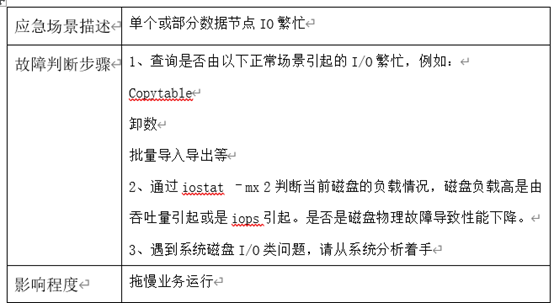 应急场景描述 单个或部分数据节点 IO 繁忙
故障判断步骤 1、查询是否由以下正常场景引起的 I/O 繁忙，例如：
Copytable
卸数
批量导入导出等
2、通过 iostat -mx 2 判断当前磁盘的负载情况，磁盘负载高是由
吞吐量引起或是 iops 引起。是否是磁盘物理故障导致性能下降。
3、遇到系统磁盘 I/O 类问题，请从系统分析着手
影响程度 拖慢业务运行